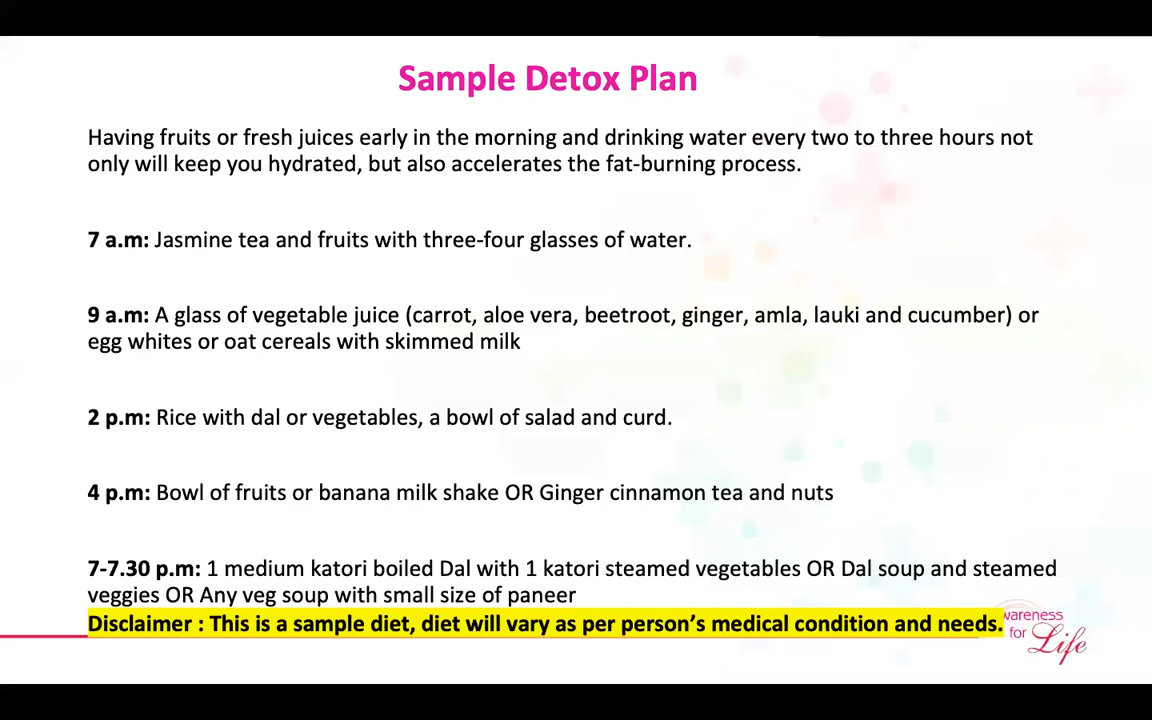 Sample Detox Plan
Having fruits or fresh juices early in the morning and drinking water every two to three hours not
only will keep you hydrated, but also accelerates the fat-burning process.
7 a.m: Jasmine tea and fruits with three-four glasses of water.
9 a.m: A glass of vegetable juice (carrot, aloe vera, beetroot, ginger, amla, lauki and cucumber) or
egg whites or oat cereals with skimmed milk
2 p.m: Rice with dal or vegetables, a bowl of salad and curd.
4 p.m: Bowl of fruits or banana milk shake OR Ginger cinnamon tea and nuts
7-7.30 p.m: 1 medium katori boiled Dal with 1 katori steamed vegetables OR Dal soup and steamed
veggies OR Any veg soup with small size of paneer
Disclaimer : This is a sample diet, diet will vary as per person’s medical condition and needs.
wareness
for Life